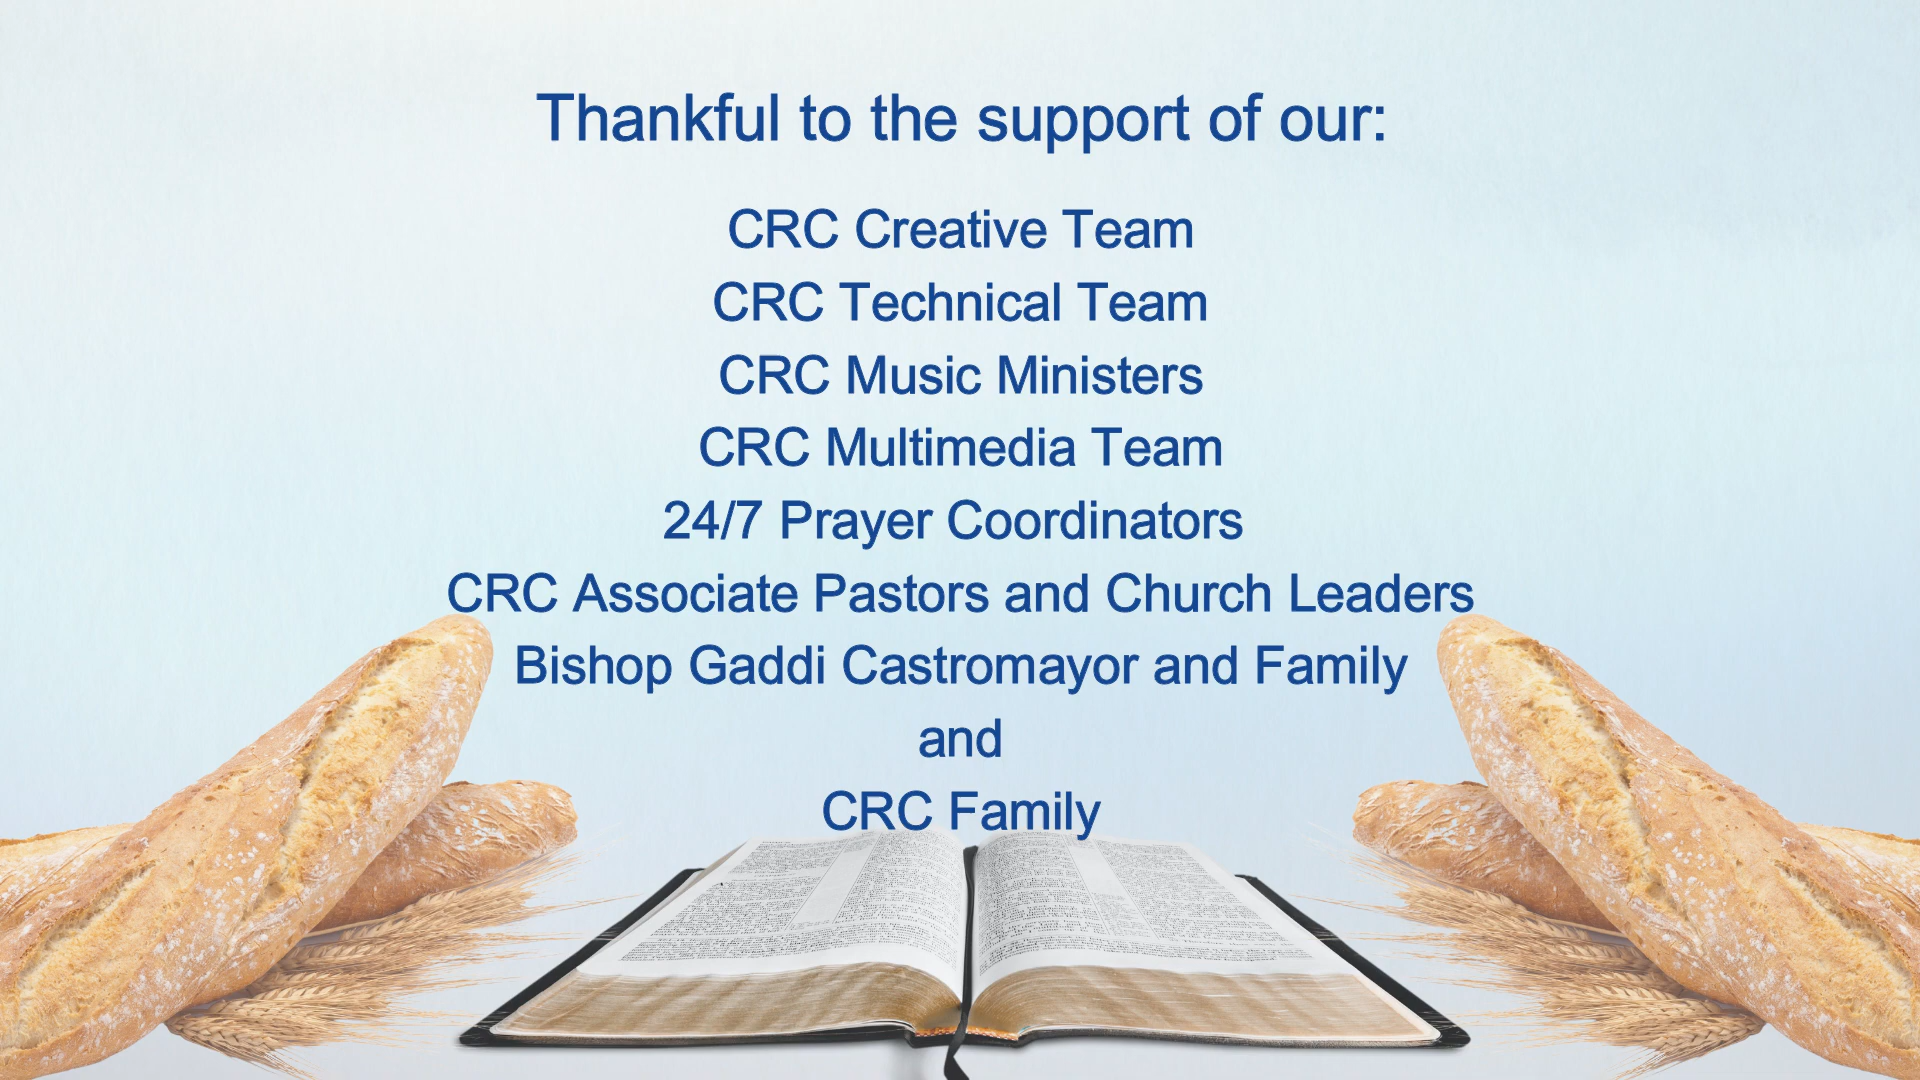 Thankful to the support of our:
CRC Creative Team
CRC Technical Team
CRC Music Ministers
CRC Multimedia Team
24/7 Prayer Coordinators
CRC Associate Pastors and Church Leaders
Bishop Gaddi Castromayor and Family
and
CRC Family